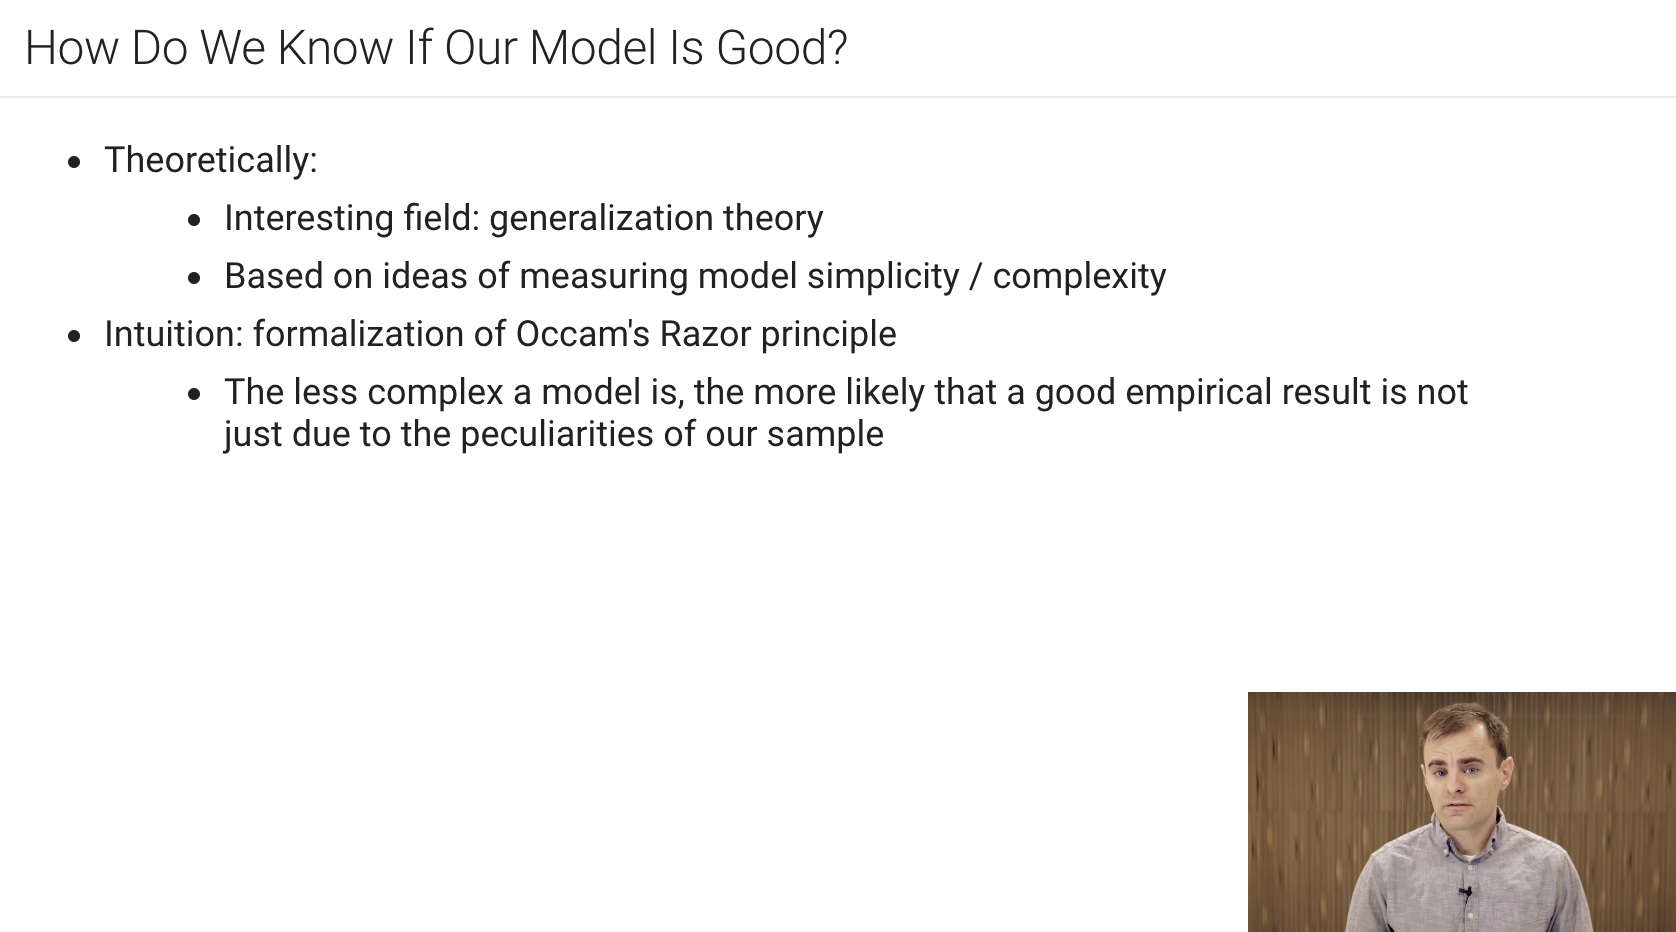 How Do We Know If Our Model Is Good?
• Theoretically:
• Interesting field: generalization theory
• Based on ideas of measuring model simplicity / complexity
• Intuition: formalization of Occam's Razor principle
• The less complex a model is, the more likely that a good empirical result is not
just due to the peculiarities of our sample